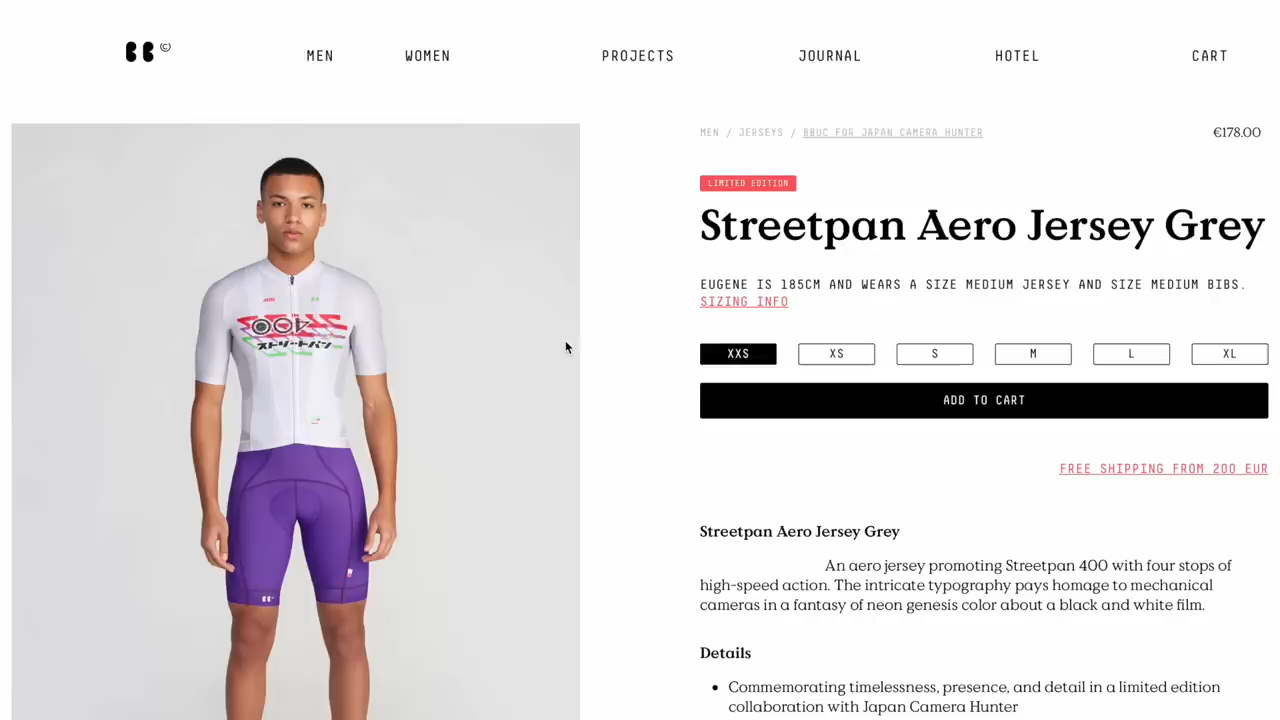 ©
MEN
WOMEN
PROJECTS
JOURNAL
HOTEL
CART
MEN / JERSEYS / BBUC FOR JAPAN CAMERA HUNTER
€178.00
LIMITED EDITION
Streetpan Aero Jersey Grey
EUGENE IS 185CM AND WEARS A SIZE MEDIUM JERSEY AND SIZE MEDIUM BIBS.
SIZING INFO
XXS
XS
S
M
L
XL
ADD TO CART
FREE SHIPPING FROM 200 EUR
Streetpan Aero Jersey Grey
An aero jersey promoting Streetpan 400 with four stops of
high-speed action. The intricate typography pays homage to mechanical
cameras in a fantasy of neon genesis color about a black and white film.
Details
Commemorating timelessness, presence, and detail in a limited edition
collaboration with Japan Camera Hunter
ストリートパン